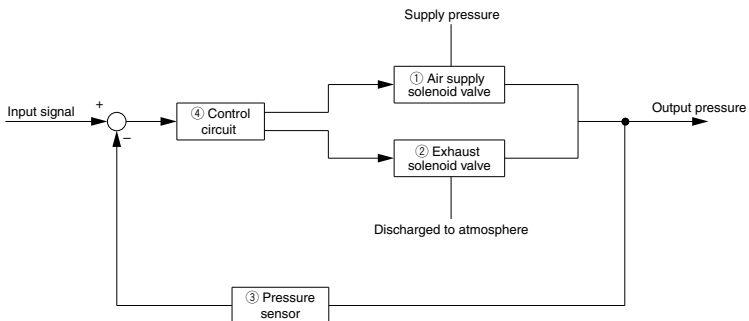 Supply pressure
① Air supply
solenoid valve
Input signal
+
−
④ Control
circuit
Output pressure
② Exhaust
solenoid valve
Discharged to atmosphere
③ Pressure
sensor